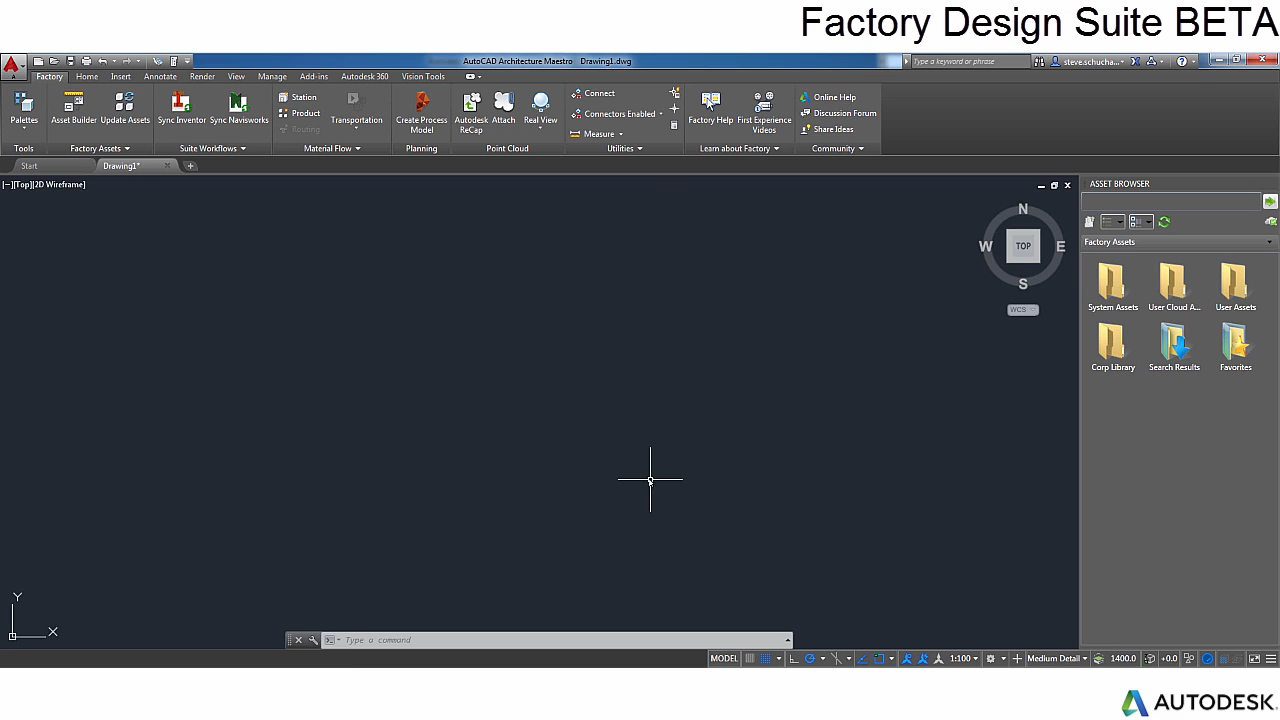 Factory Design Suite BETA
AutoCAD Architecture Maestro Drawing1.dwg
Type a keyword or phrase
steve.schucha...
Factory Home Insert Annotate Render View Manage Add-ins Autodesk 360 Vision Tools
Palettes
Asset Builder
Update Assets
Sync Inventor
Sync Navisworks
Station
Product
Routing
Transportation
Create Process
Model
Autodesk
ReCap
Attach
Real View
Connect
Connectors Enabled
Measure
Factory Help
First Experience
Videos
Online Help
Discussion Forum
Share Ideas
Tools
Factory Assets
Suite Workflows
Material Flow
Planning
Point Cloud
Utilities
Learn about Factory
Community
Start
Drawing1*
[−][Top][2D Wireframe]
N
W
TOP
E
S
WCS
ASSET BROWSER
Factory Assets
System Assets
User Cloud A...
User Assets
Corp Library
Search Results
Favorites
Y
X
Type a command
MODEL
1:100
Medium Detail
1400.0
+0.0
AUTODESK.